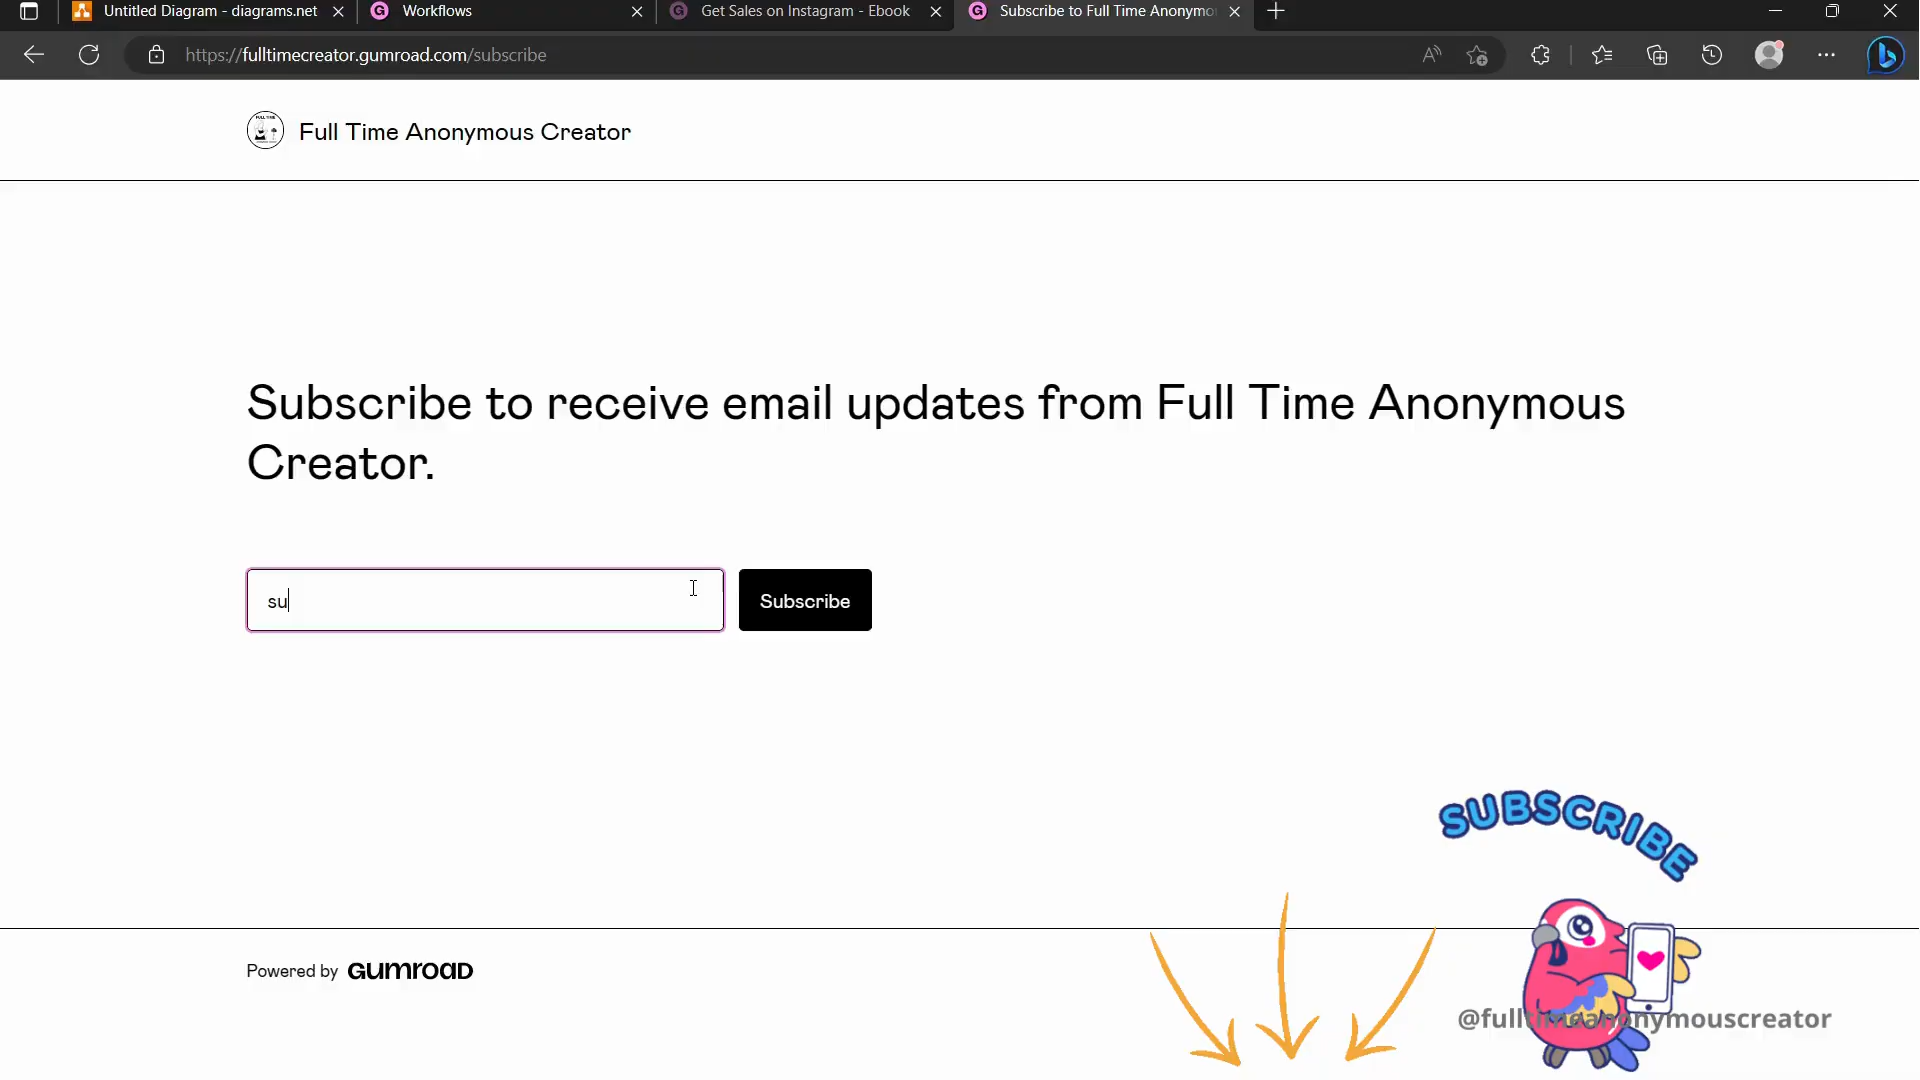 Untitled Diagram - diagrams.net
Workflows
Get Sales on Instagram - Ebook
Subscribe to Full Time Anonymo
https://fulltimecreator.gumroad.com/subscribe
Full Time Anonymous Creator
Subscribe to receive email updates from Full Time Anonymous
Creator.
su
Subscribe
SUBSCRIBE
Powered by GUMROAD
@fulltimeanonymouscreator